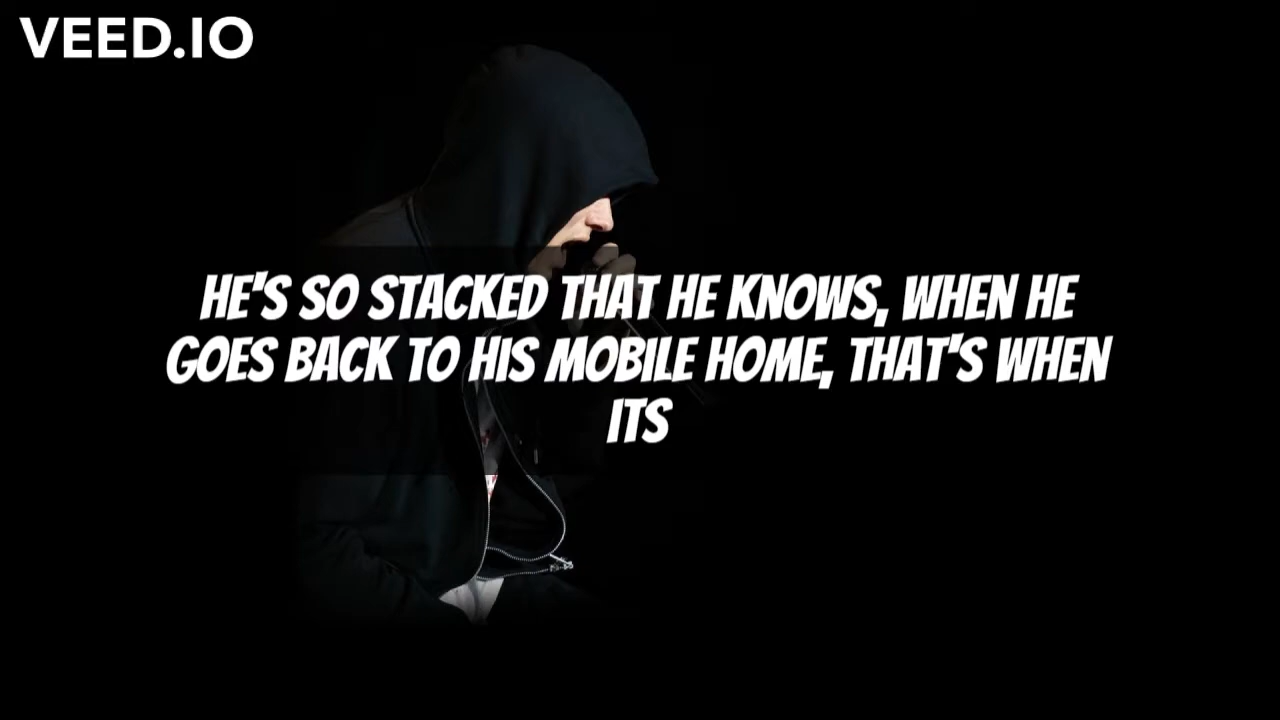 VEED.IO
HE'S SO STACKED THAT HE KNOWS, WHEN HE
GOES BACK TO HIS MOBILE HOME, THAT'S WHEN
ITS